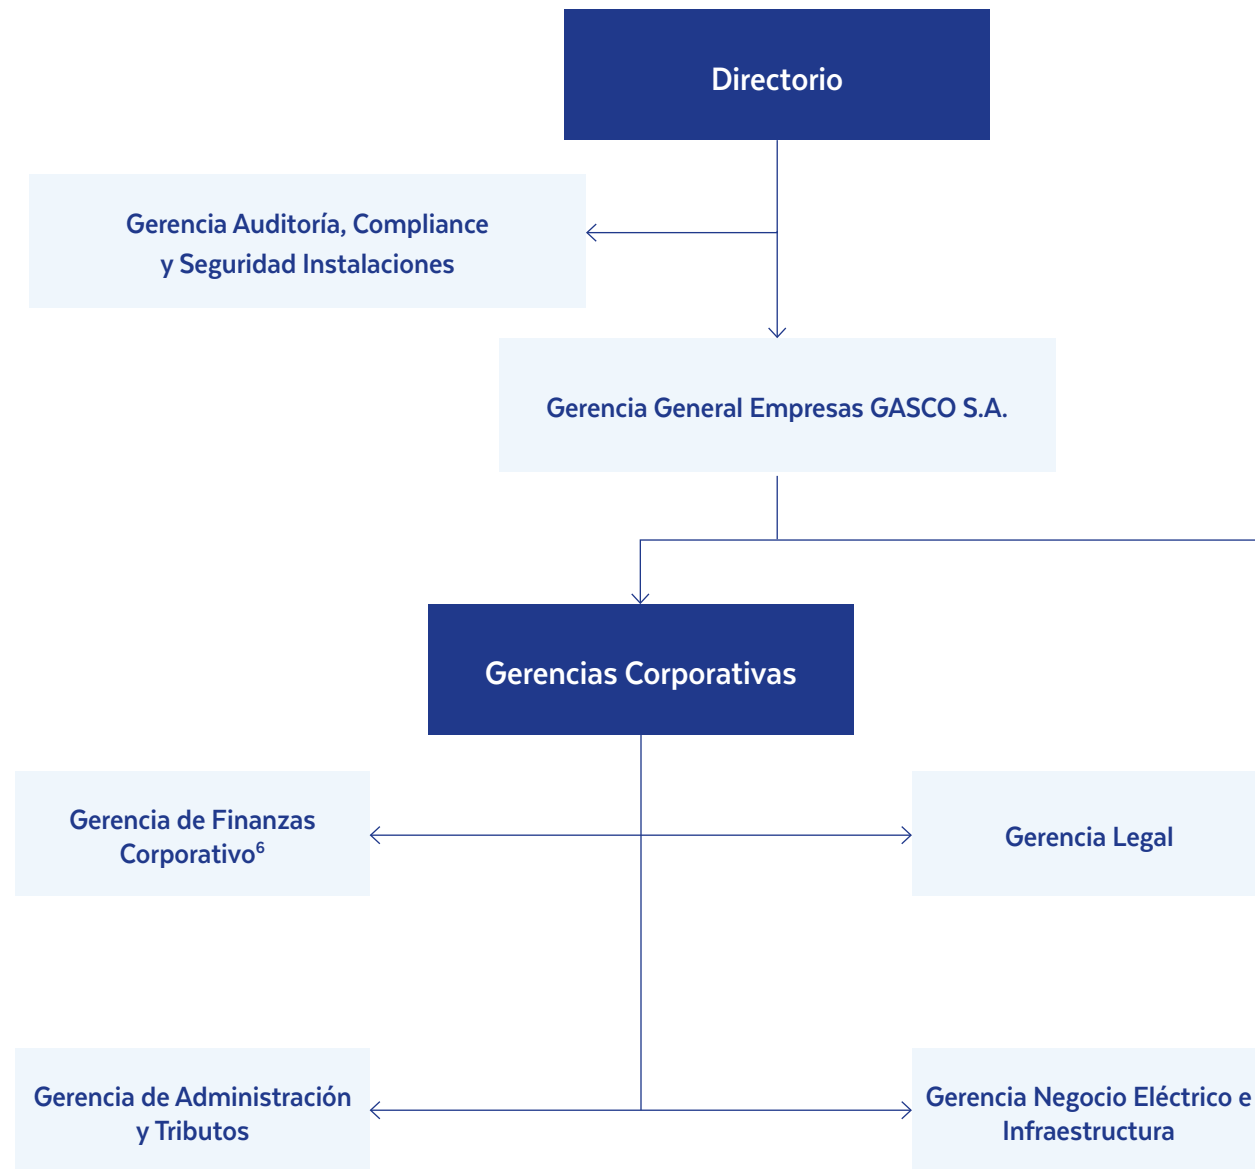 Directorio
Gerencia Auditoría, Compliance
y Seguridad Instalaciones
Gerencia General Empresas GASCO S.A.
Gerencias Corporativas
Gerencia de Finanzas
Corporativo⁶
Gerencia Legal
Gerencia de Administración
y Tributos
Gerencia Negocio Eléctrico e
Infraestructura